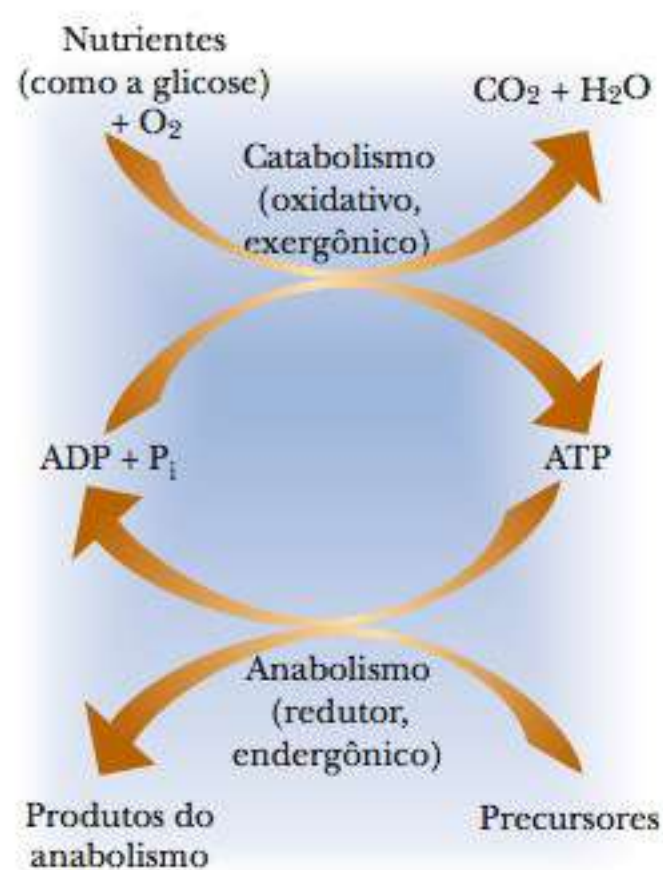 Nutrientes
(como a glicose)
+ O₂
CO₂ + H₂O
Catabolismo
(oxidativo,
exergônico)
ADP + Pᵢ
ATP
Anabolismo
(redutor,
endergônico)
Produtos do
anabolismo
Precursores